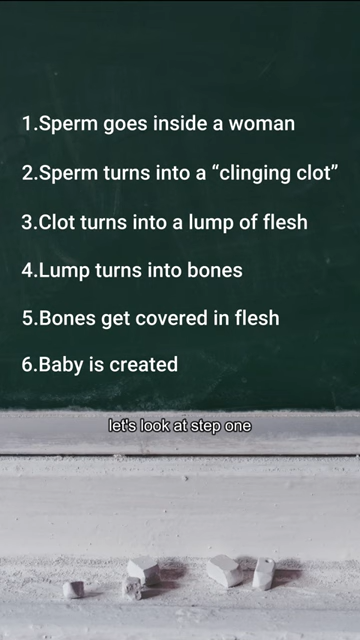 1.Sperm goes inside a woman
2.Sperm turns into a “clinging clot”
3.Clot turns into a lump of flesh
4.Lump turns into bones
5.Bones get covered in flesh
6.Baby is created
let's look at step one